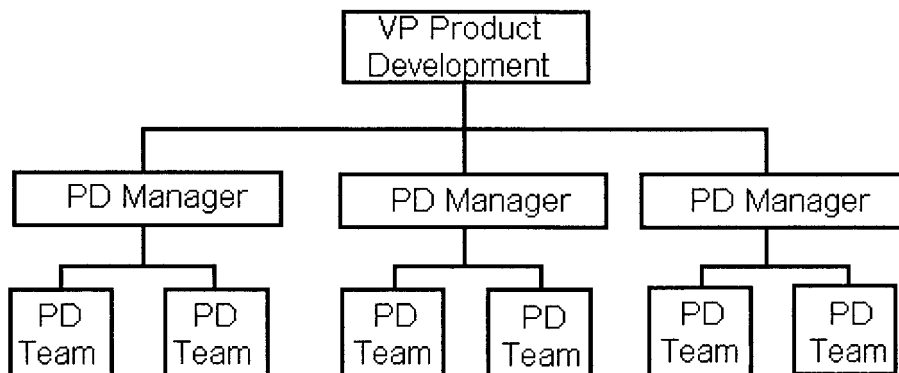 VP Product
Development
PD Manager
PD Manager
PD Manager
PD
Team
PD
Team
PD
Team
PD
Team
PD
Team
PD
Team